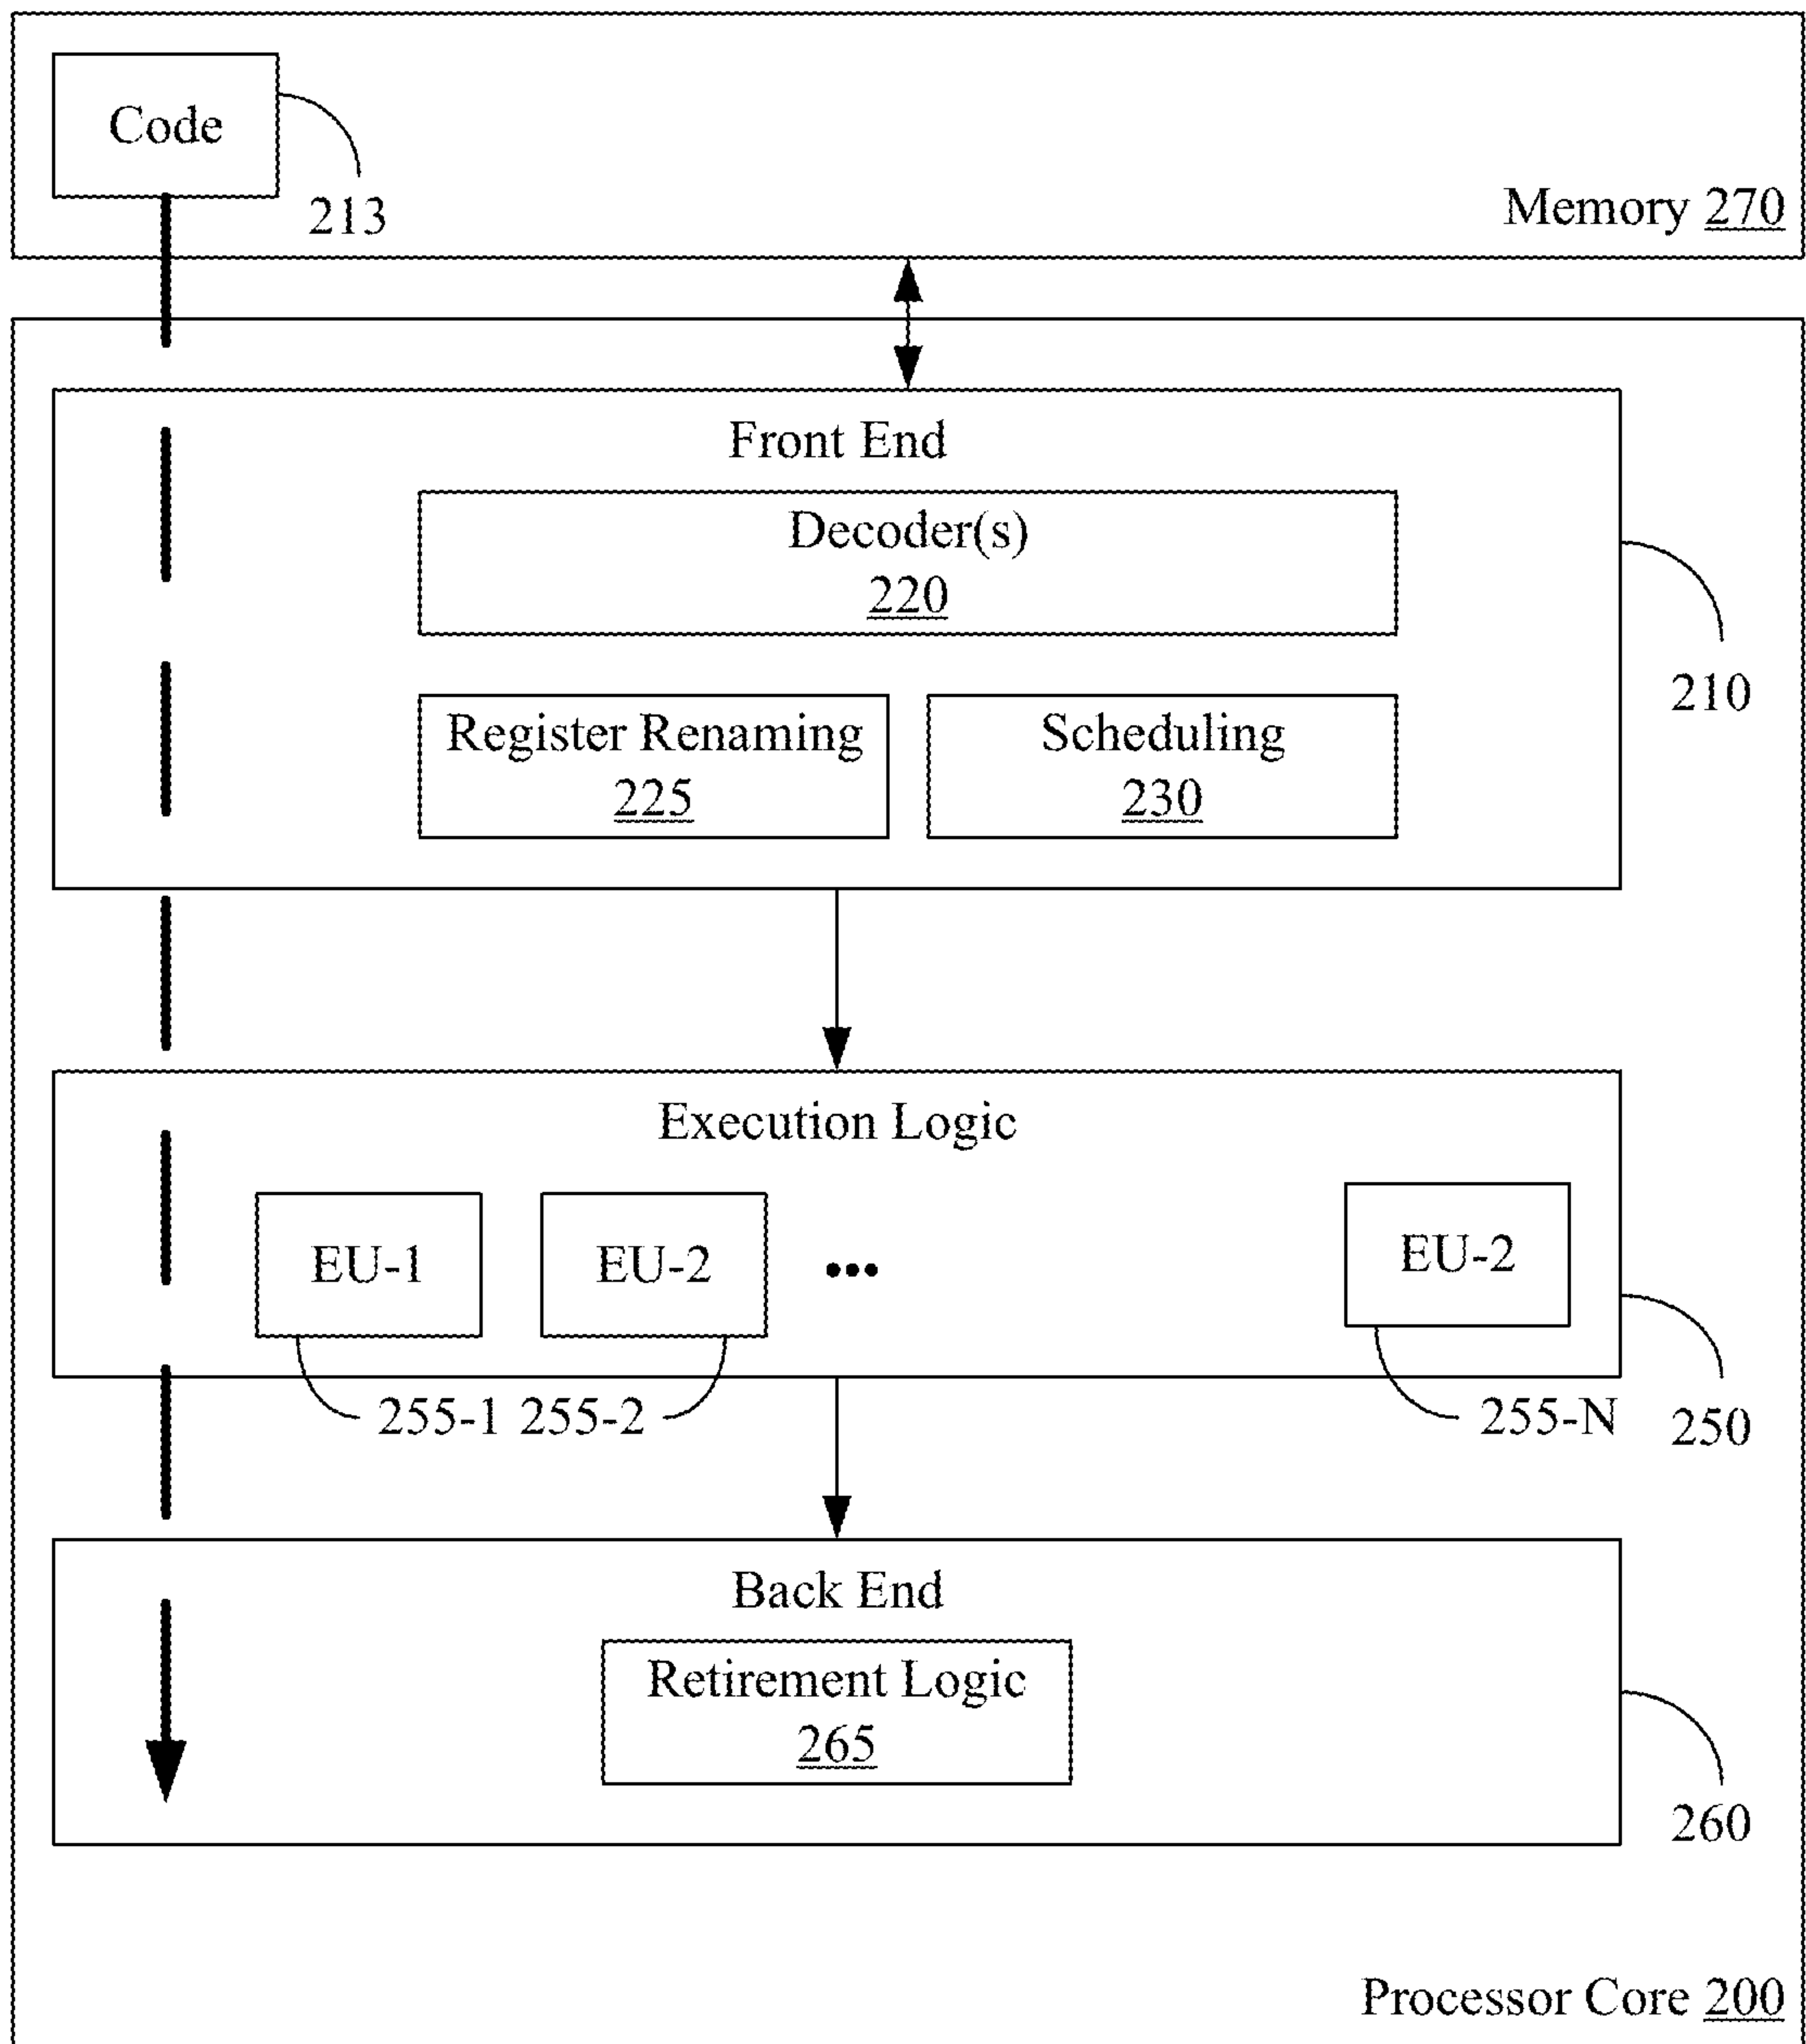 Code
213
Memory 270
Front End
Decoder(s)
220
210
Register Renaming
225
Scheduling
230
Execution Logic
EU-1
EU-2
•••
EU-2
255-1 255-2
255-N
250
Back End
Retirement Logic
265
260
Processor Core 200